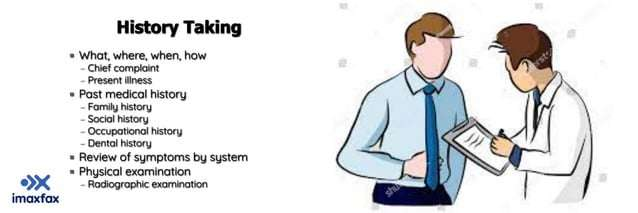 History Taking
▪ What, where, when, how
– Chief complaint
– Present illness
▪ Past medical history
– Family history
– Social history
– Occupational history
– Dental history
▪ Review of symptoms by system
▪ Physical examination
– Radiographic examination
imaxfax